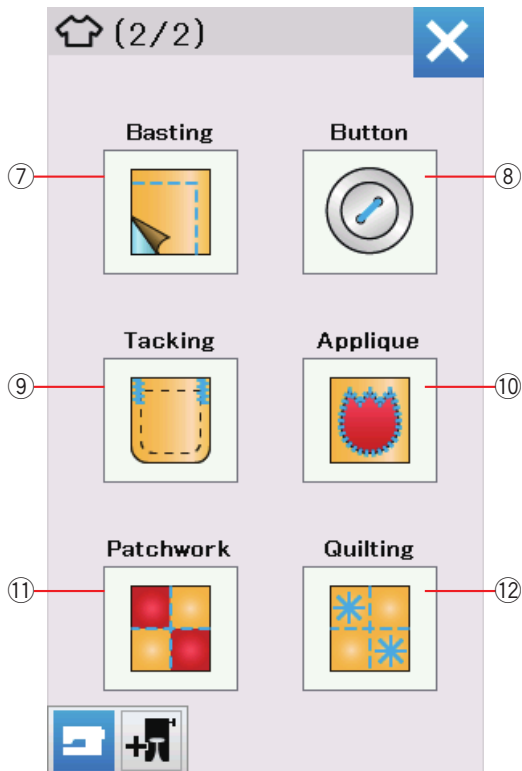 (2/2)
Basting Button
⑦ ⑧
Tacking Applique
⑨ ⑩
Patchwork Quilting
⑪ ⑫